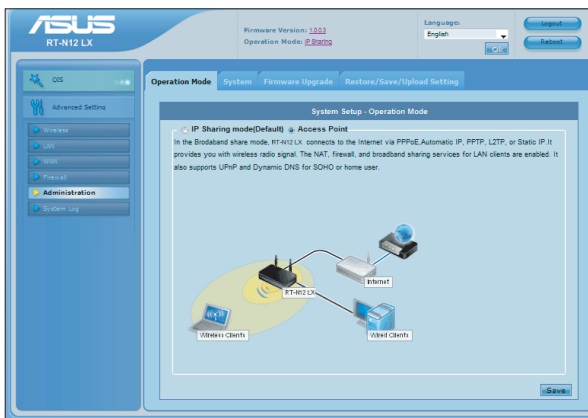 ASUS
RT-N12 LX
Firmware Version: 1.0.0.3
Operation Mode: IP Sharing
Language:
English
OK
Logout
Reboot
QIS
Advanced Setting
Wireless
LAN
WAN
Firewall
Administration
System Log
Operation Mode
System
Firmware Upgrade
Restore/Save/Upload Setting
System Setup - Operation Mode
IP Sharing mode(Default) Access Point
In the Brodaband share mode, RT-N12 LX connects to the Internet via PPPoE,Automatic IP, PPTP, L2TP, or Static IP.It
provides you with wireless radio signal. The NAT, firewall, and broadband sharing services for LAN clients are enabled. It
also supports UPnP and Dynamic DNS for SOHO or home user.
Internet
RT-N12 LX
Wireless Clients
Wired Clients
Save